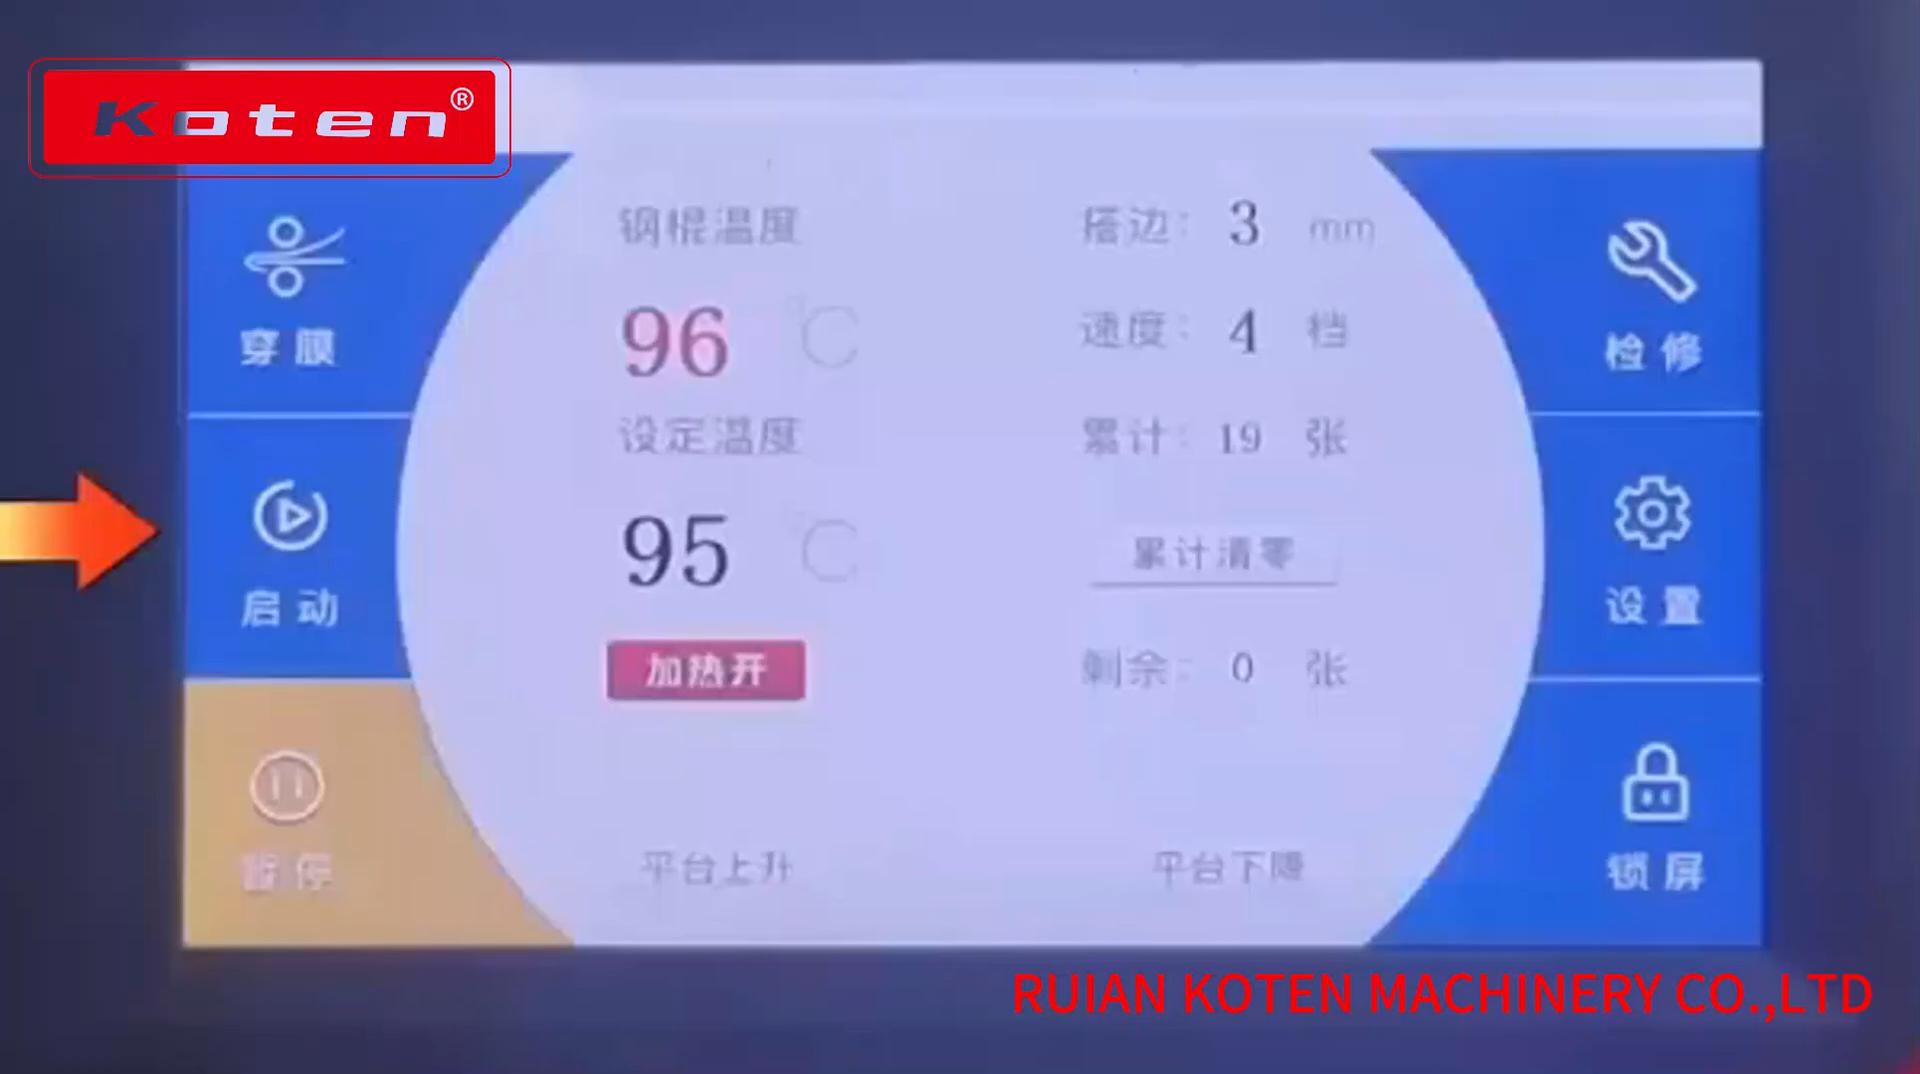 Koten®
钢棍温度
96 ℃
设定温度
95 ℃
加热开
搭边: 3 mm
速度: 4 档
累计: 19 张
累计清零
剩余: 0 张
平台上升
平台下降
穿膜
启动
暂停
检修
设置
锁屏
RUIAN KOTEN MACHINERY CO.,LTD